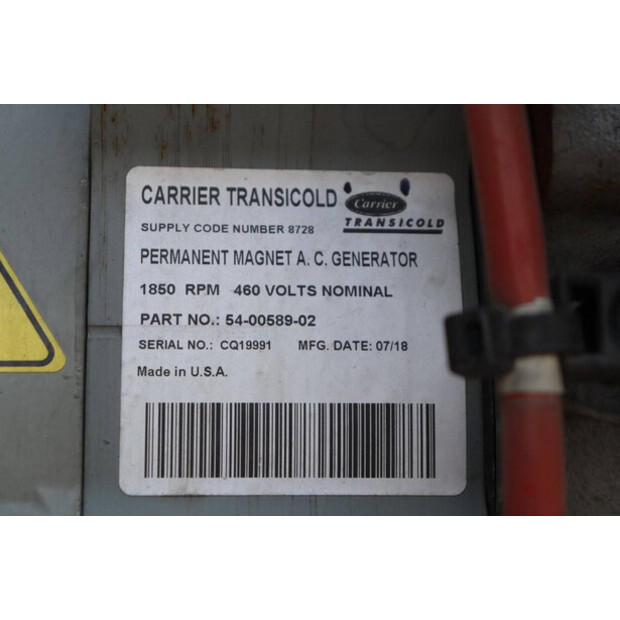 CARRIER TRANSICOLD
Carrier
TRANSICOLD
SUPPLY CODE NUMBER 8728
PERMANENT MAGNET A. C. GENERATOR
1850 RPM 460 VOLTS NOMINAL
PART NO.: 54-00589-02
SERIAL NO.: CQ19991 MFG. DATE: 07/18
Made in U.S.A.